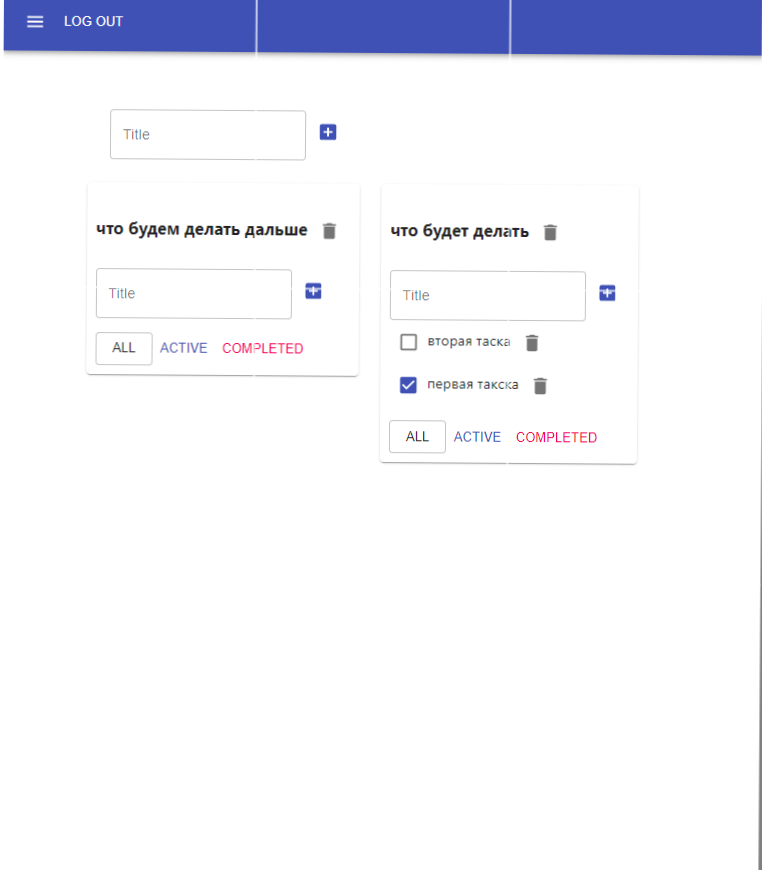 LOG OUT
Title
что будем делать дальше
Title
ALL ACTIVE COMPLETED
что будет делать
Title
вторая таска
первая такска
ALL ACTIVE COMPLETED